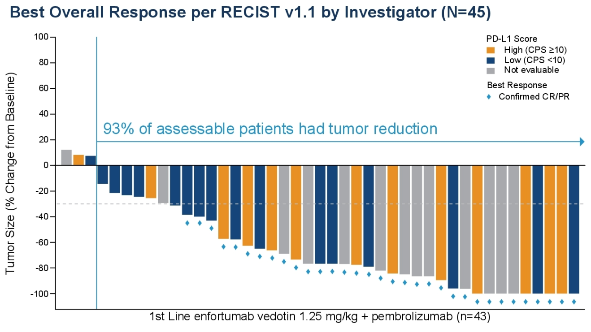 Best Overall Response per RECIST v1.1 by Investigator (N=45)
PD-L1 Score
High (CPS ≥10)
Low (CPS <10)
Not evaluable
Best Response
Confirmed CR/PR
93% of assessable patients had tumor reduction
Tumor Size (% Change from Baseline)
100
80
60
40
20
0
-20
-40
-60
-80
-100
1st Line enfortumab vedotin 1.25 mg/kg + pembrolizumab (n=43)